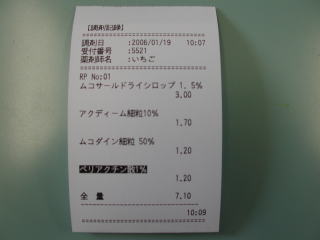 【調剤記録】
調剤日 :2006/01/19 10:07
受付番号 :5521
薬剤師名 :いちご
RP No:01
ムコサールドライシロップ 1.5%
3.00
アクディーム細粒10%
1.70
ムコダイン細粒 50%
1.20
ペリアクチン散1%
1.20
全 量 7.10
10:09